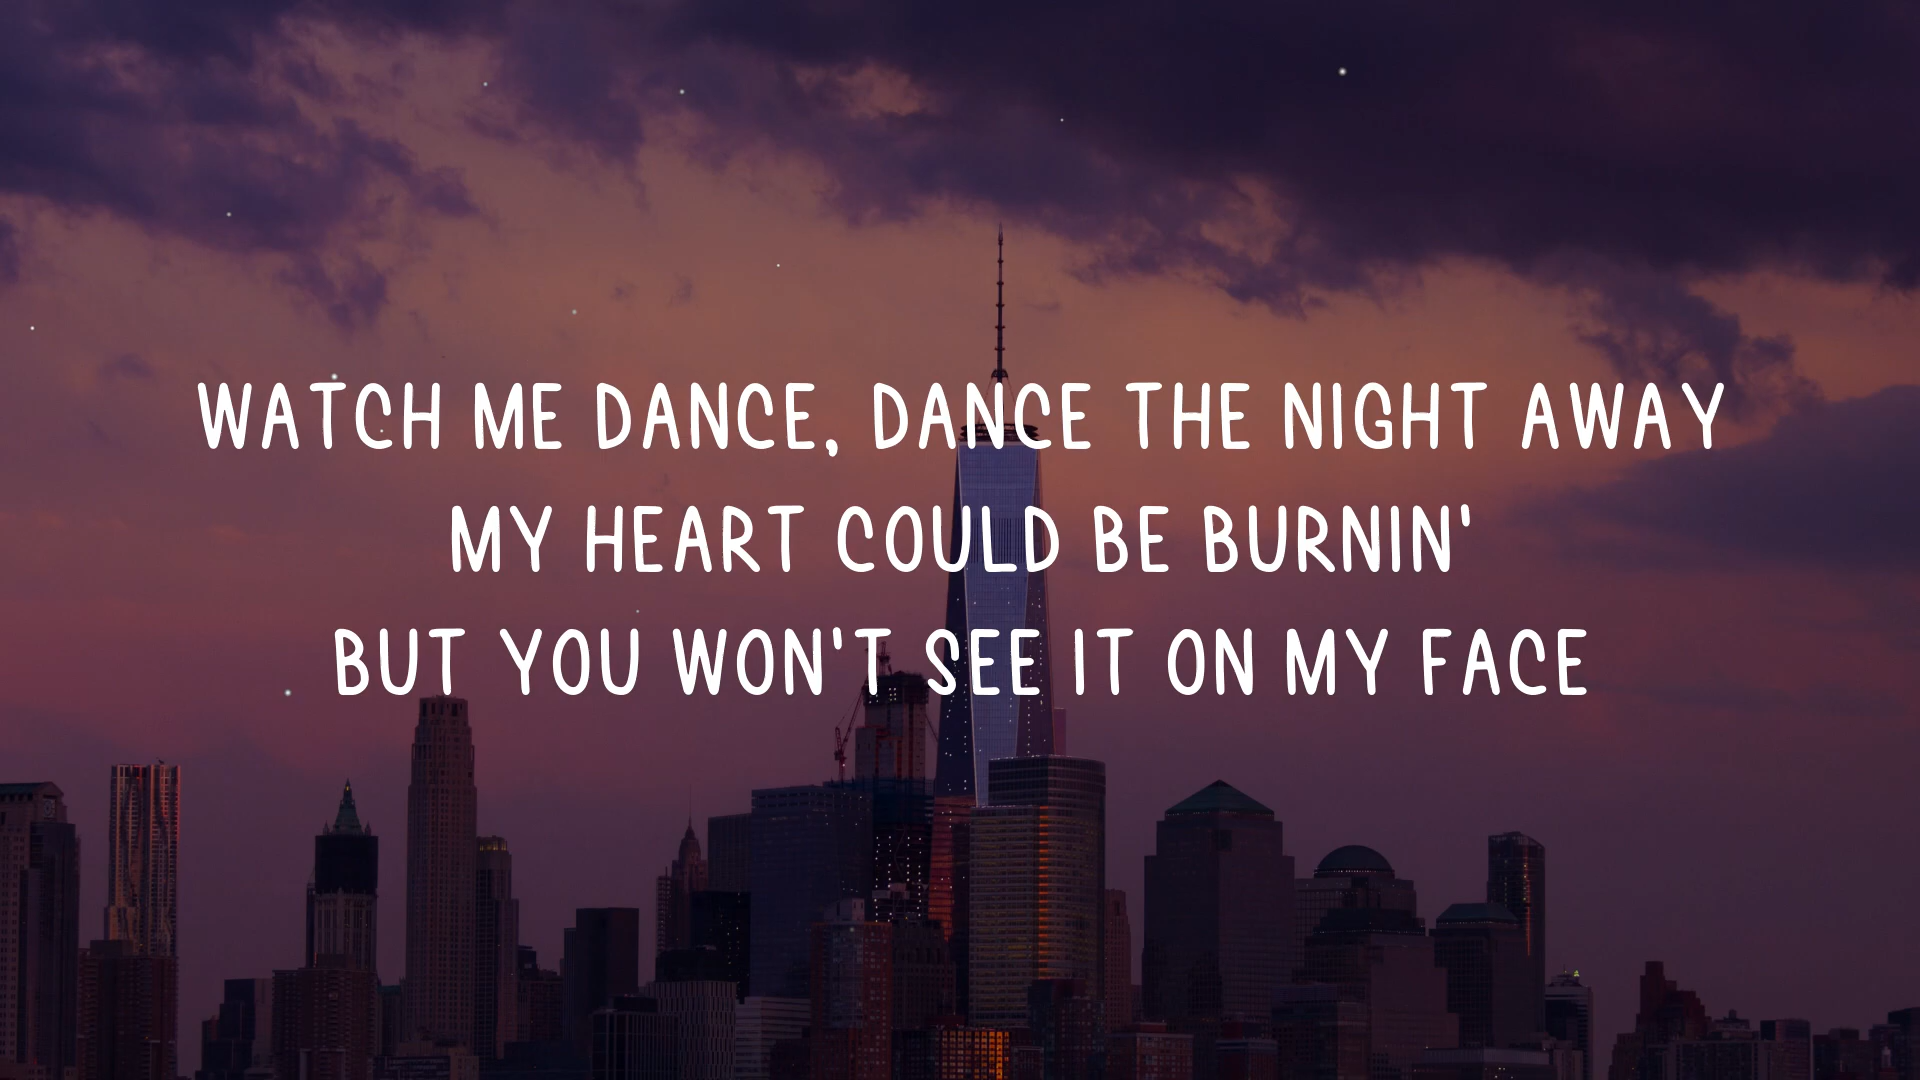 WATCH ME DANCE, DANCE THE NIGHT AWAY
MY HEART COULD BE BURNIN'
BUT YOU WON'T SEE IT ON MY FACE